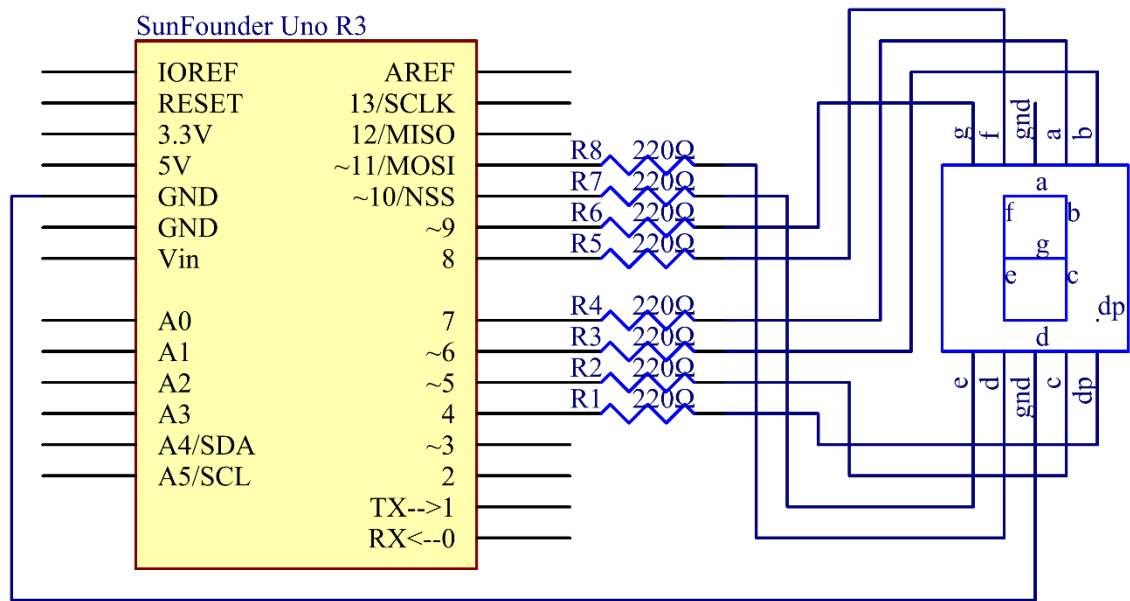 SunFounder Uno R3
IOREF AREF
RESET 13/SCLK
3.3V 12/MISO
5V ~11/MOSI R8 220Ω
GND ~10/NSS R7 220Ω
GND ~9 R6 220Ω
Vin 8 R5 220Ω
A0 7 R4 220Ω
A1 ~6 R3 220Ω
A2 ~5 R2 220Ω
A3 4 R1 220Ω
A4/SDA ~3
A5/SCL 2
TX-->1
RX<--0
g f gnd a b
a
f b
g
e c
dp
d
e d gnd c dp